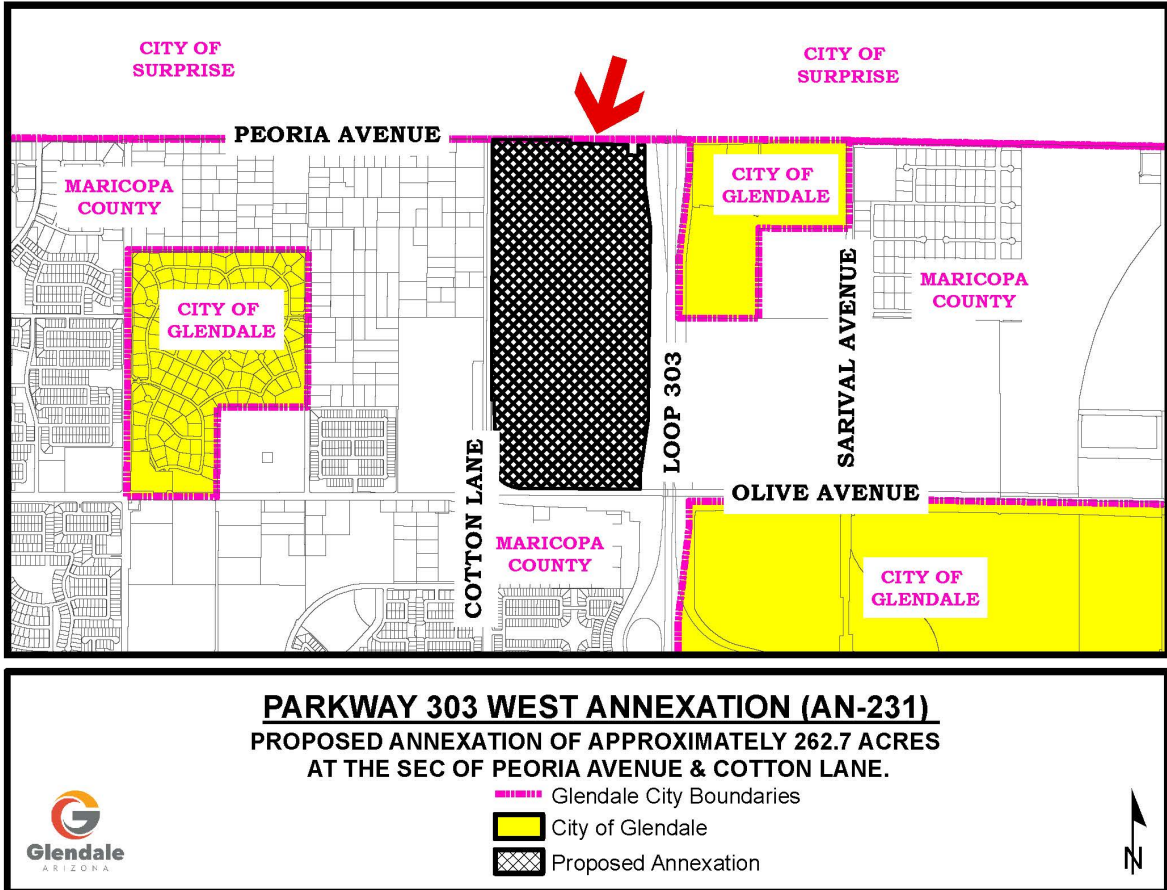 CITY OF
SURPRISE
CITY OF
SURPRISE
PEORIA AVENUE
MARICOPA
COUNTY
CITY OF
GLENDALE
CITY OF
GLENDALE
MARICOPA
COUNTY
SARIVAL AVENUE
LOOP 303
COTTON LANE
OLIVE AVENUE
MARICOPA
COUNTY
CITY OF
GLENDALE
PARKWAY 303 WEST ANNEXATION (AN-231)
PROPOSED ANNEXATION OF APPROXIMATELY 262.7 ACRES
AT THE SEC OF PEORIA AVENUE & COTTON LANE.
Glendale City Boundaries
City of Glendale
Proposed Annexation
Glendale
ARIZONA
N